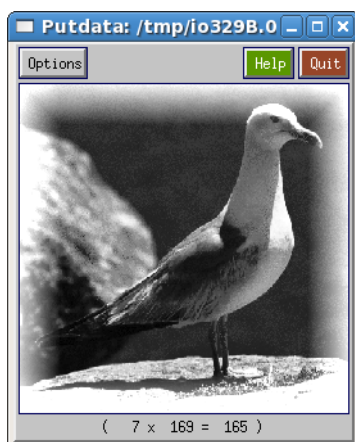 Putdata: /tmp/io329B.0
Options Help Quit
( 7 x 169 = 165 )